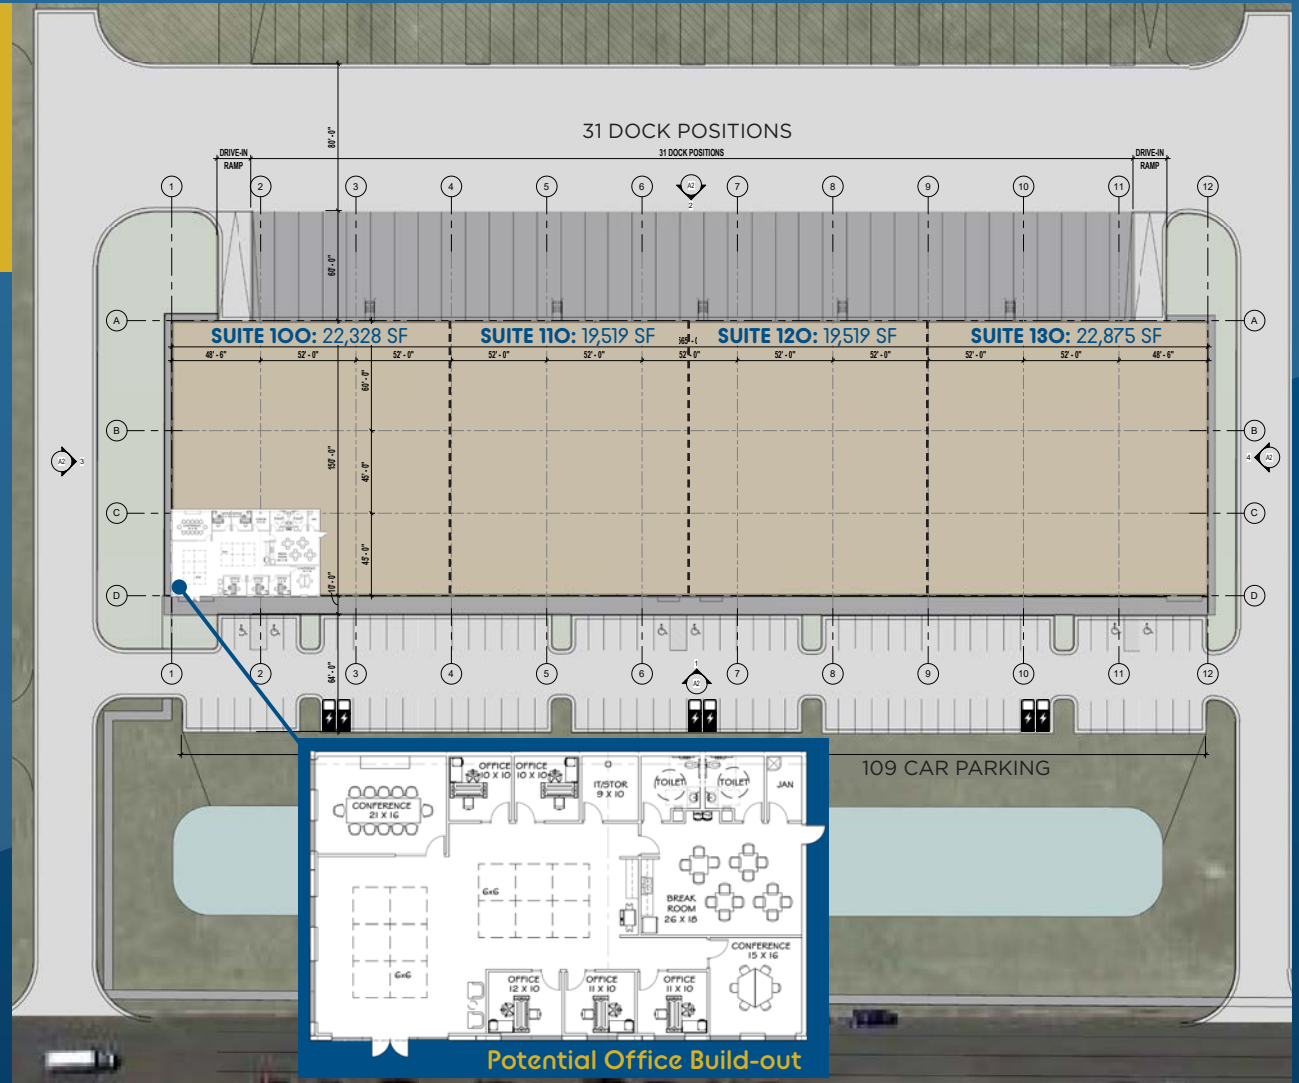 31 DOCK POSITIONS
80'-0"
DRIVE-IN
RAMP
31 DOCK POSITIONS
DRIVE-IN
RAMP
1 2 3 4 5 6 A2 7 8 9 10 11 12
2
60'-0"
A
A
SUITE 100: 22,328 SF
SUITE 110: 19,519 SF
SUITE 120: 19,519 SF
SUITE 130: 22,875 SF
48'-6" 52'-0" 52'-0" 52'-0" 52'-0" 52'-0" 52'-0" 52'-0" 52'-0" 52'-0" 48'-6"
60'-0"
B
B
A2 3
150'-0"
45'-0"
4 A2
C
C
45'-0"
10'-0"
D
D
64'-0"
1
1 2 3 4 5 6 A2 7 8 9 10 11 12
109 CAR PARKING
OFFICE
10 X 10
OFFICE
10 X 10
IT/STOR
9 X 10
TOILET
TOILET
JAN
CONFERENCE
21 X 16
6x6
BREAK
ROOM
26 X 18
CONFERENCE
15 X 16
6x6
OFFICE
12 X 10
OFFICE
11 X 10
OFFICE
11 X 10
Potential Office Build-out